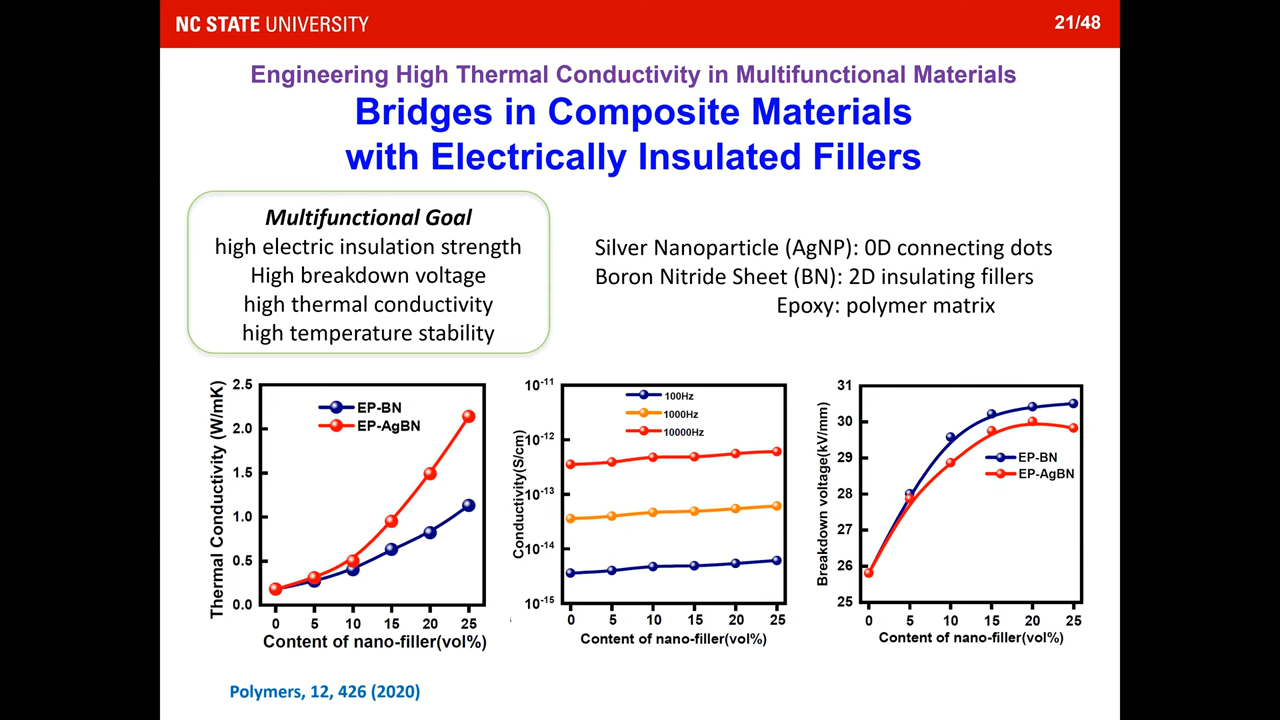 NC STATE UNIVERSITY
21/48
Engineering High Thermal Conductivity in Multifunctional Materials
Bridges in Composite Materials
with Electrically Insulated Fillers
Multifunctional Goal
high electric insulation strength
High breakdown voltage
high thermal conductivity
high temperature stability
Silver Nanoparticle (AgNP): 0D connecting dots
Boron Nitride Sheet (BN): 2D insulating fillers
Epoxy: polymer matrix
Thermal Conductivity (W/mK)
2.5
2.0
1.5
1.0
0.5
0.0
EP-BN
EP-AgBN
0 5 10 15 20 25
Content of nano-filler(vol%)
Conductivity(S/cm)
10⁻¹¹
10⁻¹²
10⁻¹³
10⁻¹⁴
10⁻¹⁵
100Hz
1000Hz
10000Hz
0 5 10 15 20 25
Content of nano-filler(vol%)
Breakdown voltage(kV/mm)
31
30
29
28
27
26
25
EP-BN
EP-AgBN
0 5 10 15 20 25
Content of nano-filler(vol%)
Polymers, 12, 426 (2020)